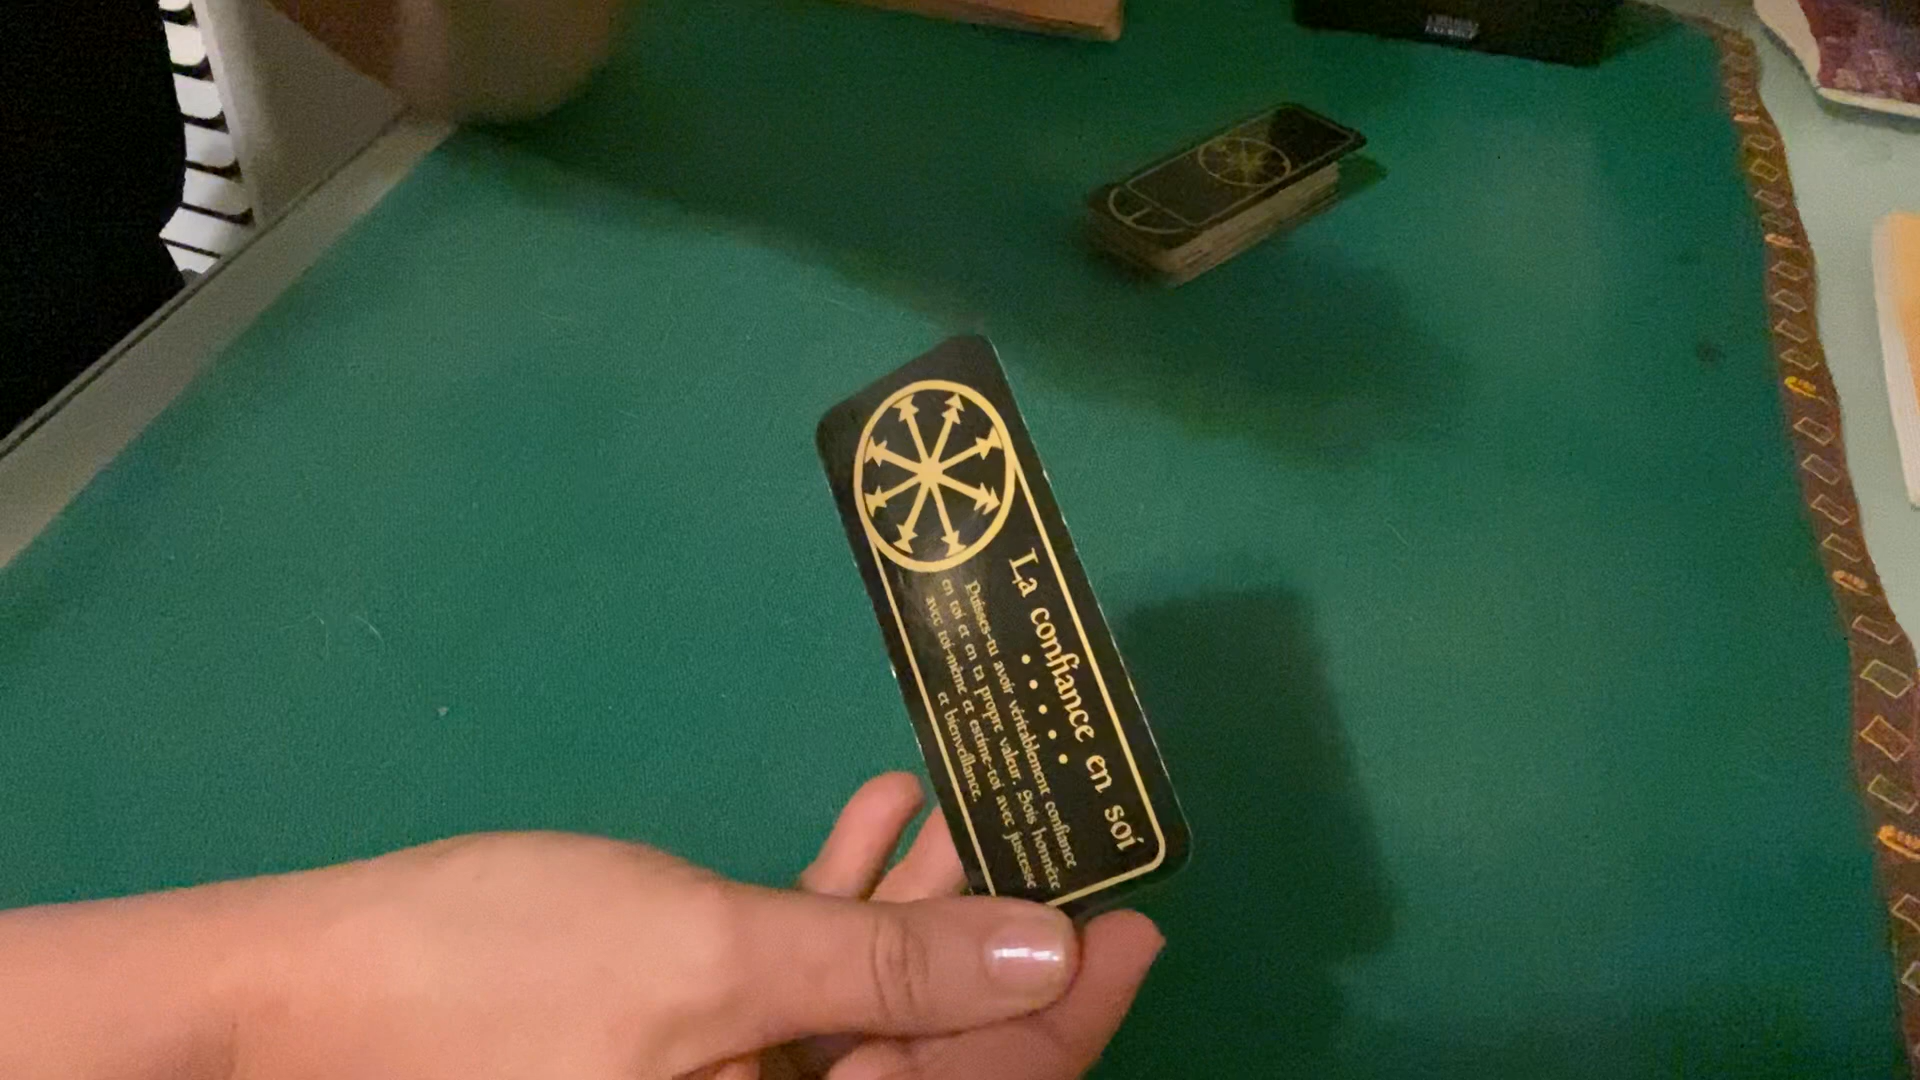 La confiance en soi
Puisses-tu avoir véritablement confiance
en toi et en ta propre valeur. Sois honnête
avec toi-même et estime-toi avec justesse
et bienveillance.